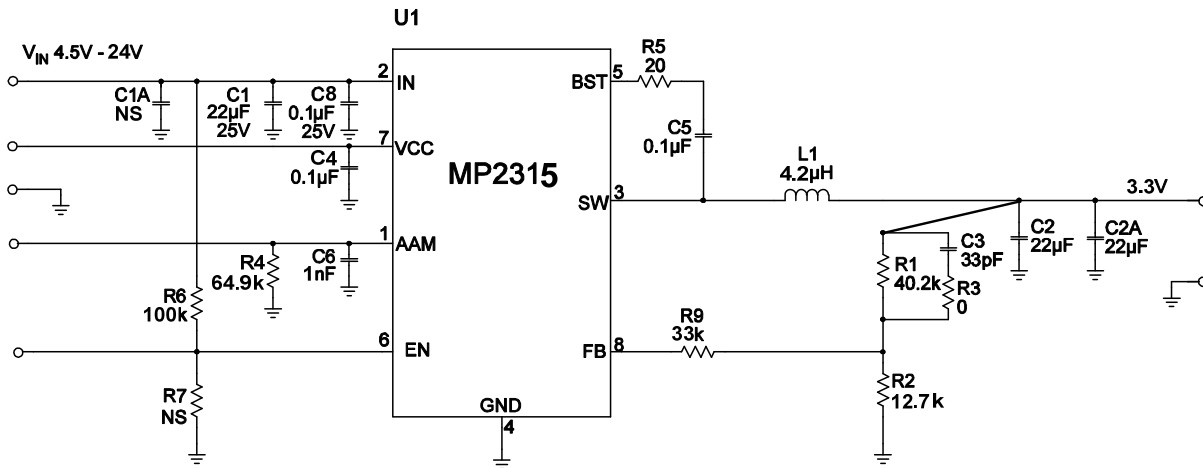 U1
V_IN 4.5V - 24V
C1A
NS
C1
22µF
25V
C8
0.1µF
25V
2
IN
7
VCC
C4
0.1µF
MP2315
BST
5
R5
20
C5
0.1µF
L1
4.2µH
SW
3
3.3V
1
AAM
R4
64.9k
C6
1nF
R6
100k
C3
33pF
R1
40.2k
R3
0
C2
22µF
C2A
22µF
6
EN
FB
8
R9
33k
R7
NS
GND
4
R2
12.7k